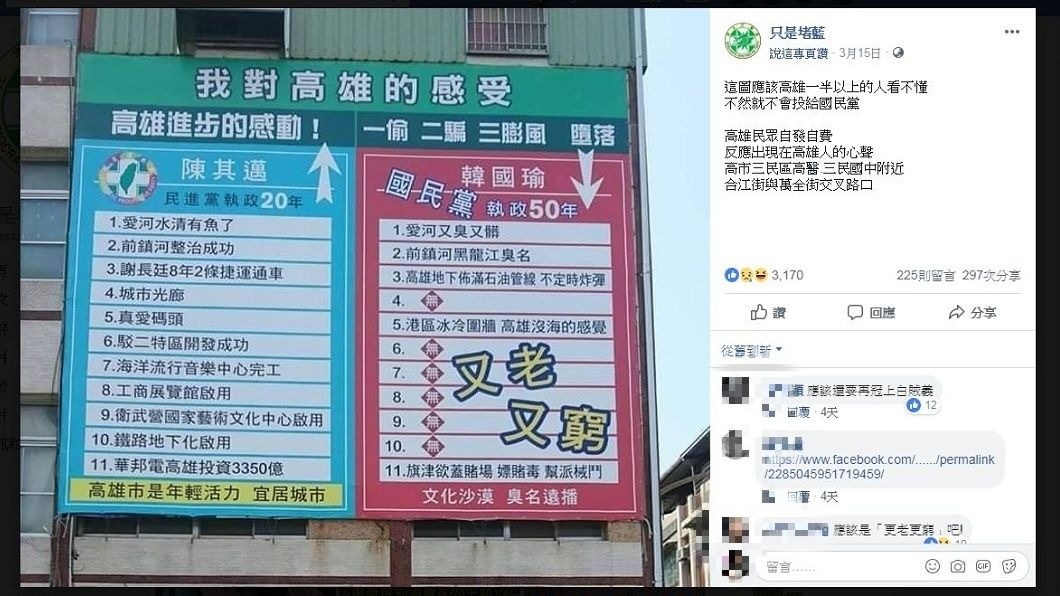 我對高雄的感受
高雄進步的感動！
陳其邁
民進黨執政20年
1.愛河水清有魚了
2.前鎮河整治成功
3.謝長廷8年2條捷運通車
4.城市光廊
5.真愛碼頭
6.駁二特區開發成功
7.海洋流行音樂中心完工
8.工商展覽館啟用
9.衛武營國家藝術文化中心啟用
10.鐵路地下化啟用
11.華邦電高雄投資3350億
高雄市是年輕活力 宜居城市
一偷 二騙 三膨風 墮落
韓國瑜
國民黨 執政50年
1.愛河又臭又髒
2.前鎮河黑龍江臭名
3.高雄地下佈滿石油管線 不定時炸彈
4. 無
5.港區冰冷圍牆 高雄沒海的感覺
6. 無
7. 無
8. 無
9. 無
10. 無
又老
又窮
11.旗津欲蓋賭場 嫖賭毒 幫派械鬥
文化沙漠 臭名遠播
只是堵藍
說這專頁讚 · 3月15日 ·
這圖應該高雄一半以上的人看不懂
不然就不會投給國民黨
高雄民眾自發自費
反應出現在高雄人的心聲
高市三民區高醫.三民國中附近
合江街與萬全街交叉路口
3,170
225則留言 297次分享
讚 回應 分享
從舊到新
應該還要再冠上白賊義
回覆 · 4天
12
https://www.facebook.com/....../permalink
/2285045951719459/
回覆 · 4天
應該是「更老更窮」吧!
留言......
GIF